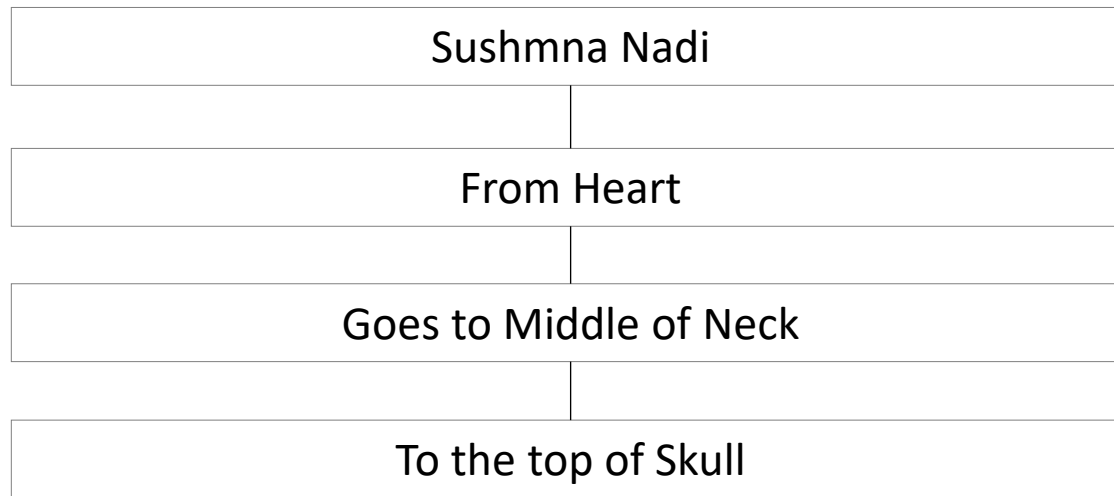 Sushmna Nadi
From Heart
Goes to Middle of Neck
To the top of Skull